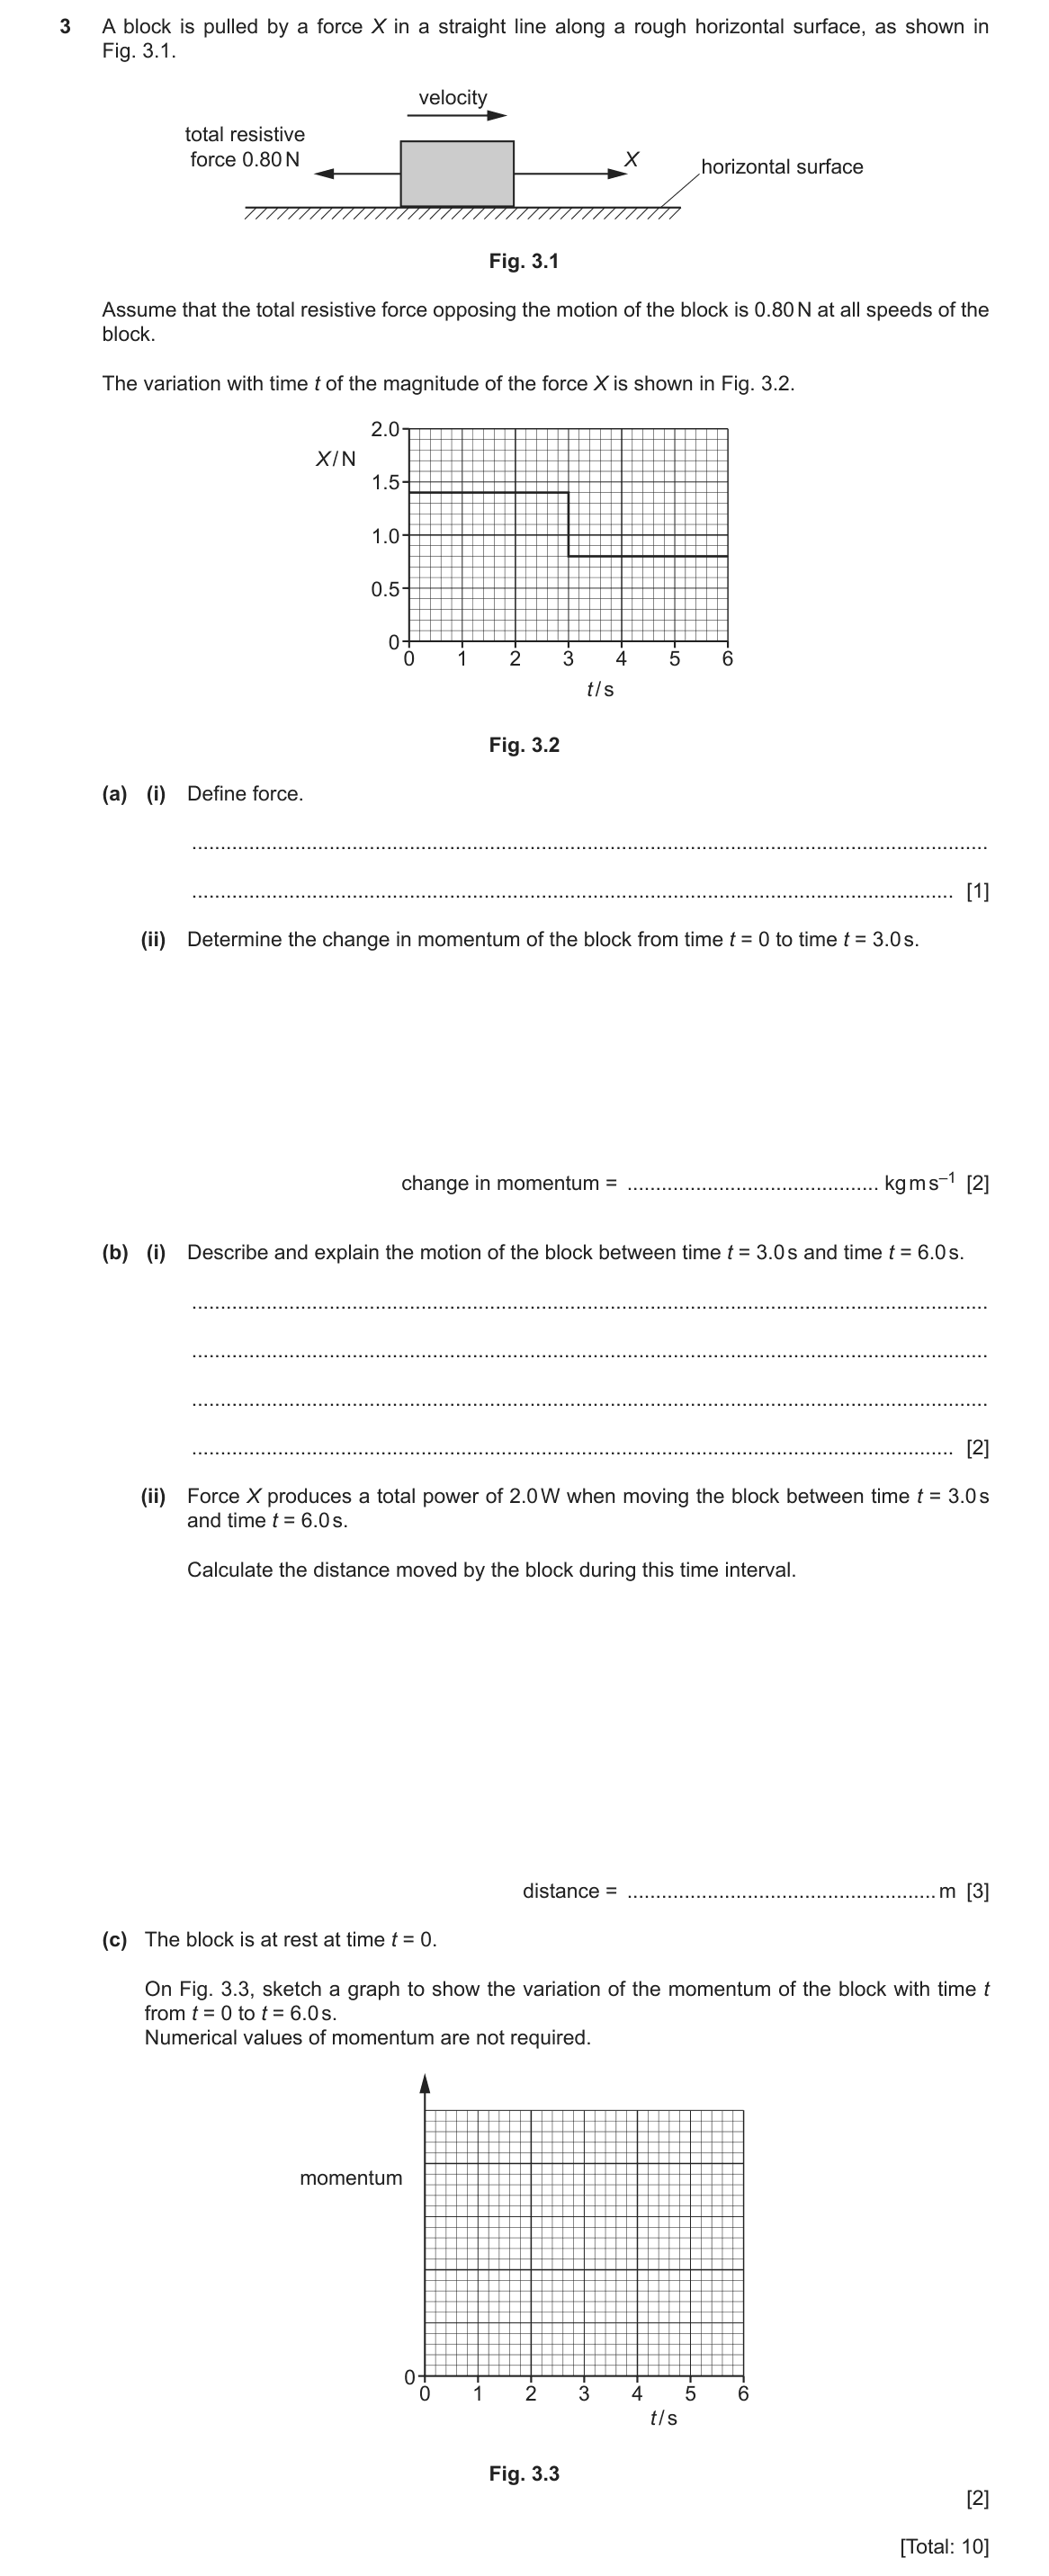 3 A block is pulled by a force X in a straight line along a rough horizontal surface, as shown in
Fig. 3.1.
velocity
total resistive
force 0.80 N
X
horizontal surface
Fig. 3.1
Assume that the total resistive force opposing the motion of the block is 0.80 N at all speeds of the
block.
The variation with time t of the magnitude of the force X is shown in Fig. 3.2.
2.0
X/N
1.5
1.0
0.5
0
0 1 2 3 4 5 6
t/s
Fig. 3.2
(a) (i) Define force.
..........................................................................................................................................
.................................................................................................................................... [1]
(ii) Determine the change in momentum of the block from time t = 0 to time t = 3.0 s.
change in momentum = ............................................ kg m s⁻¹ [2]
(b) (i) Describe and explain the motion of the block between time t = 3.0 s and time t = 6.0 s.
..........................................................................................................................................
..........................................................................................................................................
..........................................................................................................................................
.................................................................................................................................... [2]
(ii) Force X produces a total power of 2.0 W when moving the block between time t = 3.0 s
and time t = 6.0 s.
Calculate the distance moved by the block during this time interval.
distance = ...................................................... m [3]
(c) The block is at rest at time t = 0.
On Fig. 3.3, sketch a graph to show the variation of the momentum of the block with time t
from t = 0 to t = 6.0 s.
Numerical values of momentum are not required.
momentum
0
0 1 2 3 4 5 6
t/s
Fig. 3.3
[2]
[Total: 10]